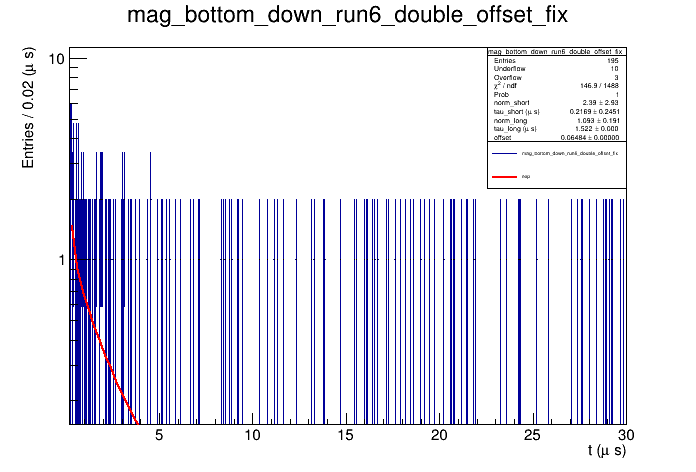 mag_bottom_down_run6_double_offset_fix
Entries / 0.02 (μ s)
10
1
mag_bottom_down_run6_double_offset_fix
Entries 195
Underflow 10
Overflow 3
χ² / ndf 146.9 / 1488
Prob 1
norm_short 2.39 ± 2.93
tau_short (μ s) 0.2169 ± 0.2451
norm_long 1.093 ± 0.191
tau_long (μ s) 1.522 ± 0.000
offset 0.06484 ± 0.00000
mag_bottom_down_run6_double_offset_fix
exp
5 10 15 20 25 30
t (μ s)